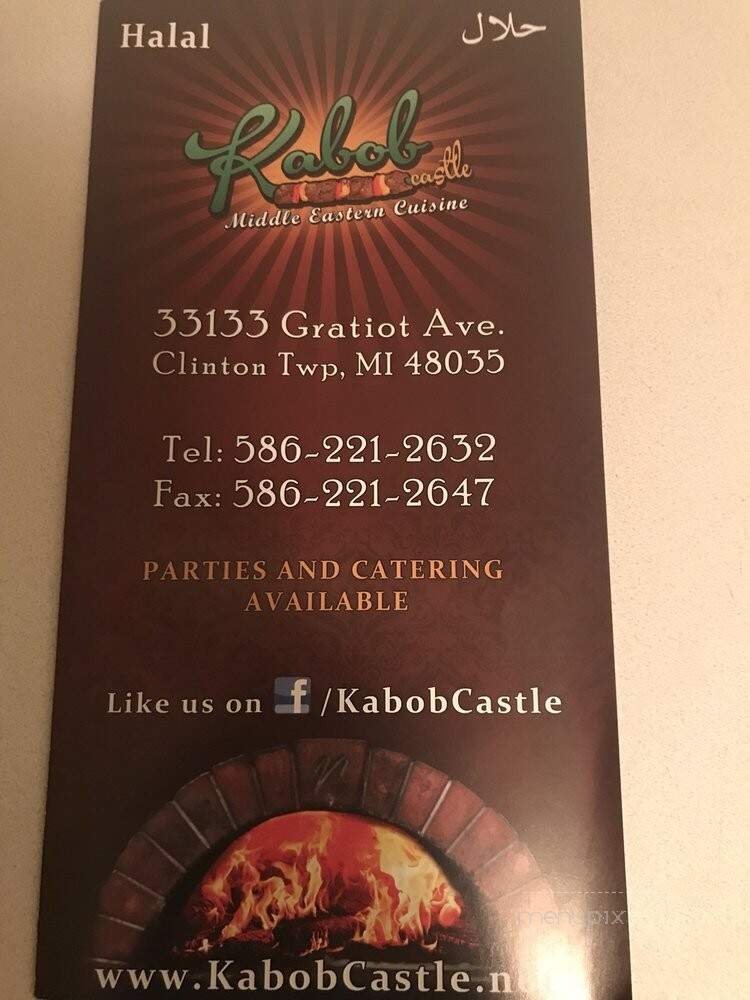 Halal
حلال
Kabob
castle
Middle Eastern Cuisine
33133 Gratiot Ave.
Clinton Twp, MI 48035
Tel: 586-221-2632
Fax: 586-221-2647
PARTIES AND CATERING
AVAILABLE
Like us on f /KabobCastle
menupix